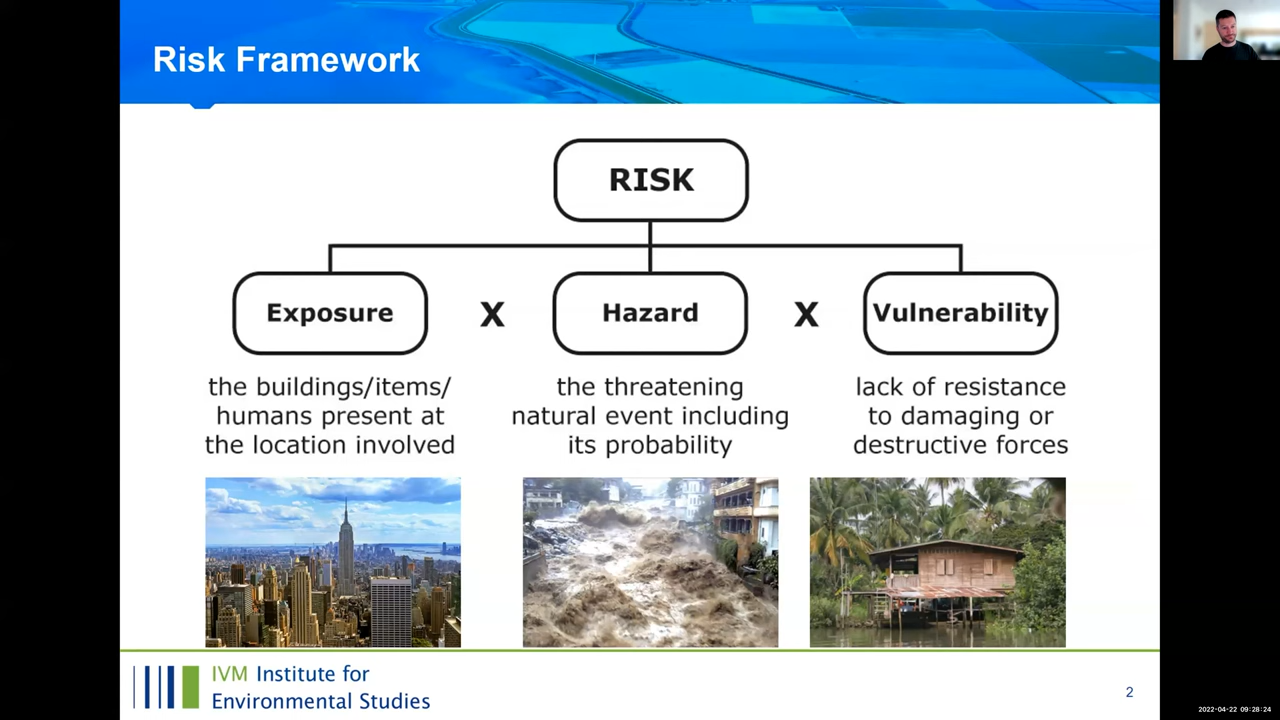 Risk Framework
RISK
Exposure X Hazard X Vulnerability
the buildings/items/
humans present at
the location involved
the threatening
natural event including
its probability
lack of resistance
to damaging or
destructive forces
IVM Institute for
Environmental Studies
2
2022-04-22 09:28:24